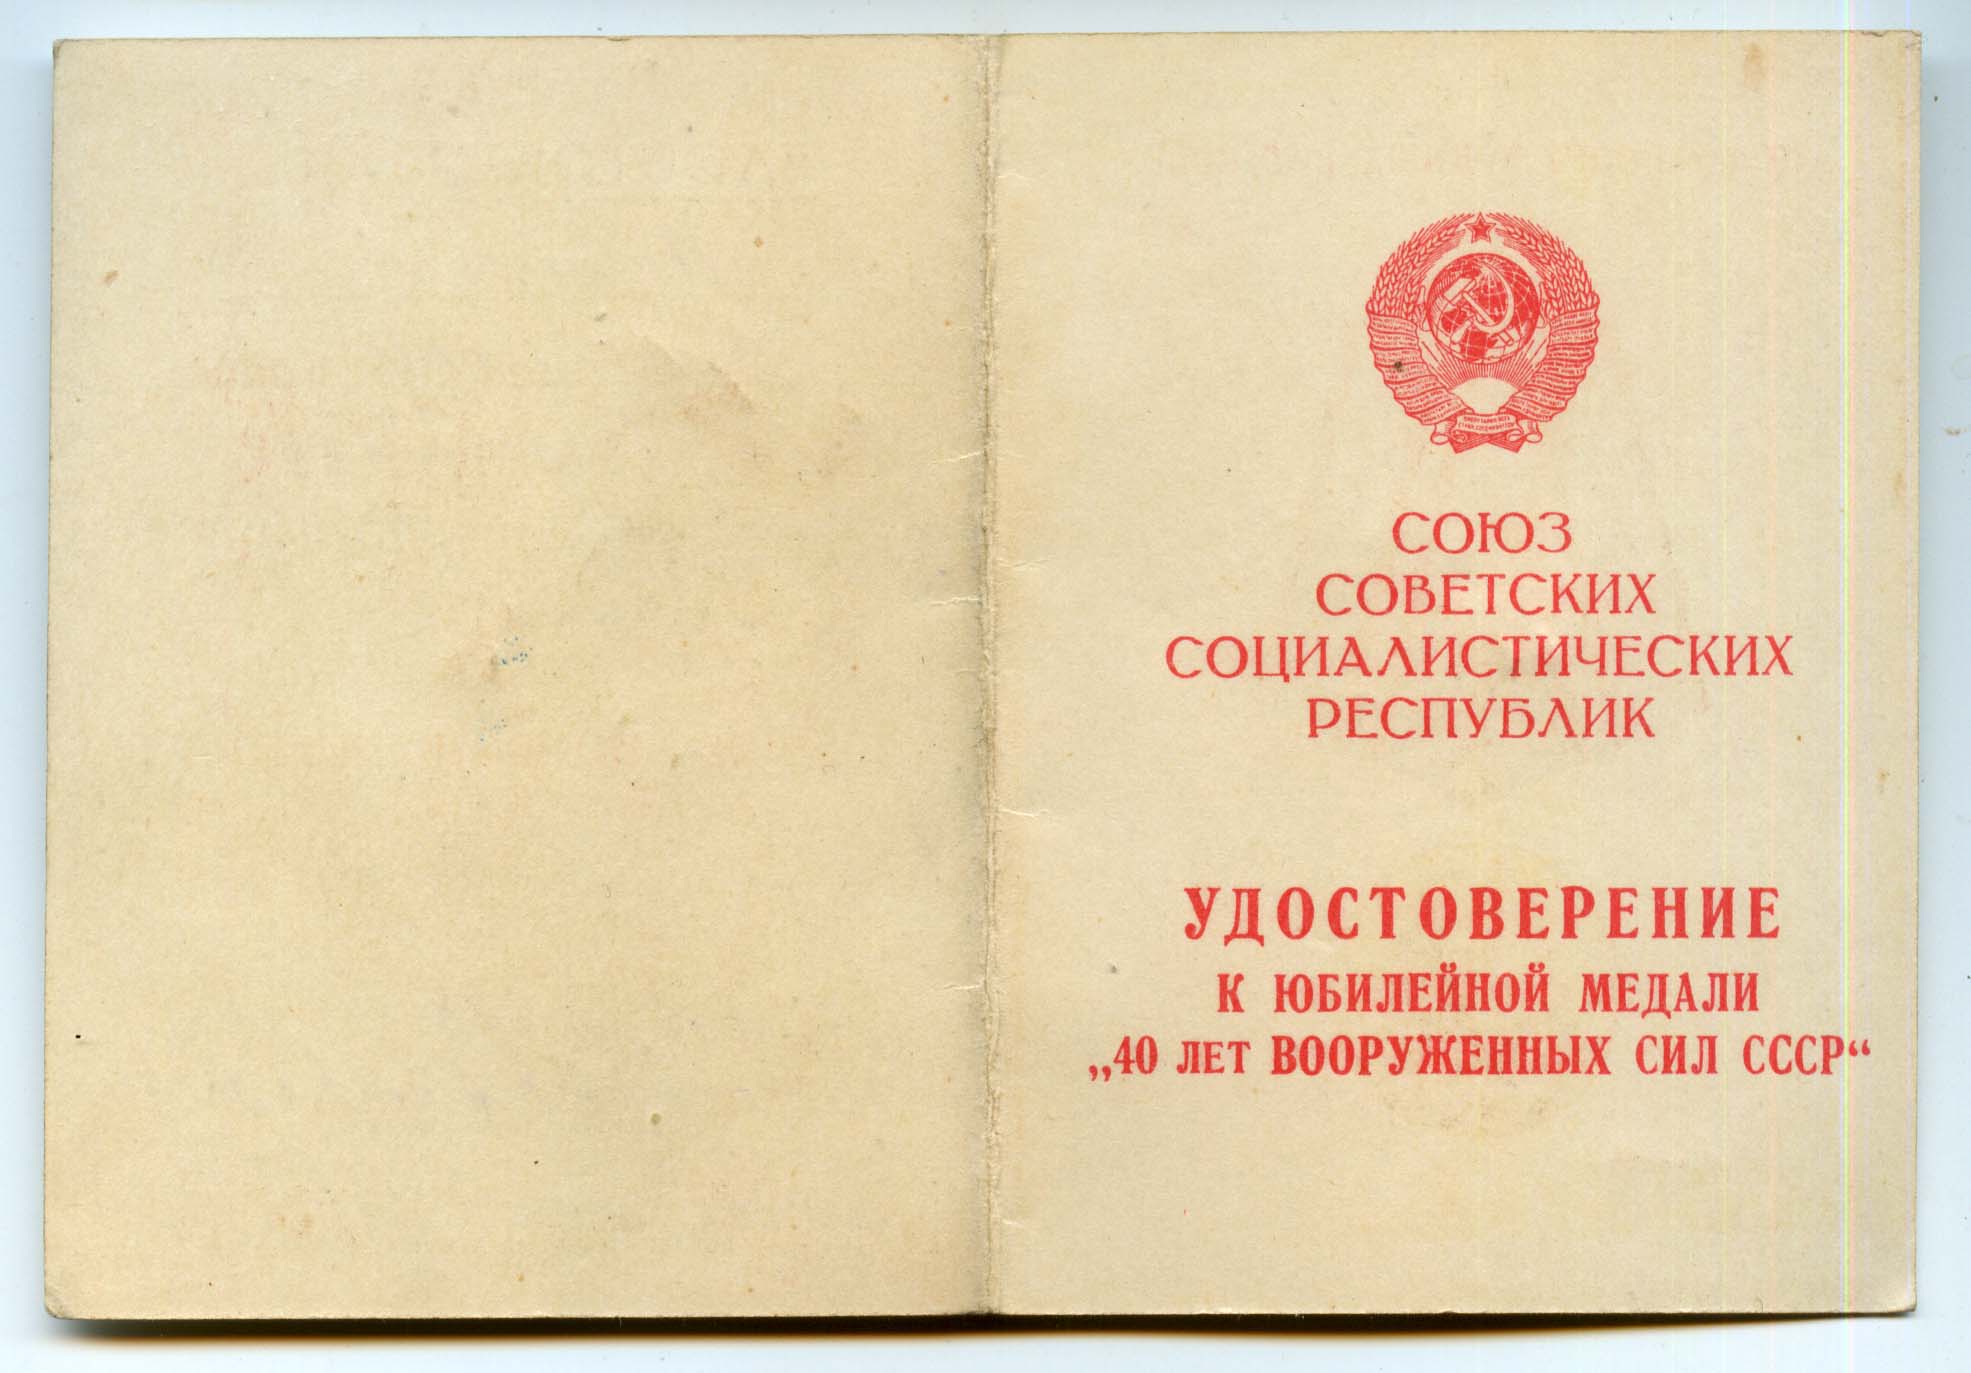 СОЮЗ
СОВЕТСКИХ
СОЦИАЛИСТИЧЕСКИХ
РЕСПУБЛИК
УДОСТОВЕРЕНИЕ
К ЮБИЛЕЙНОЙ МЕДАЛИ
„40 ЛЕТ ВООРУЖЕННЫХ СИЛ СССР“